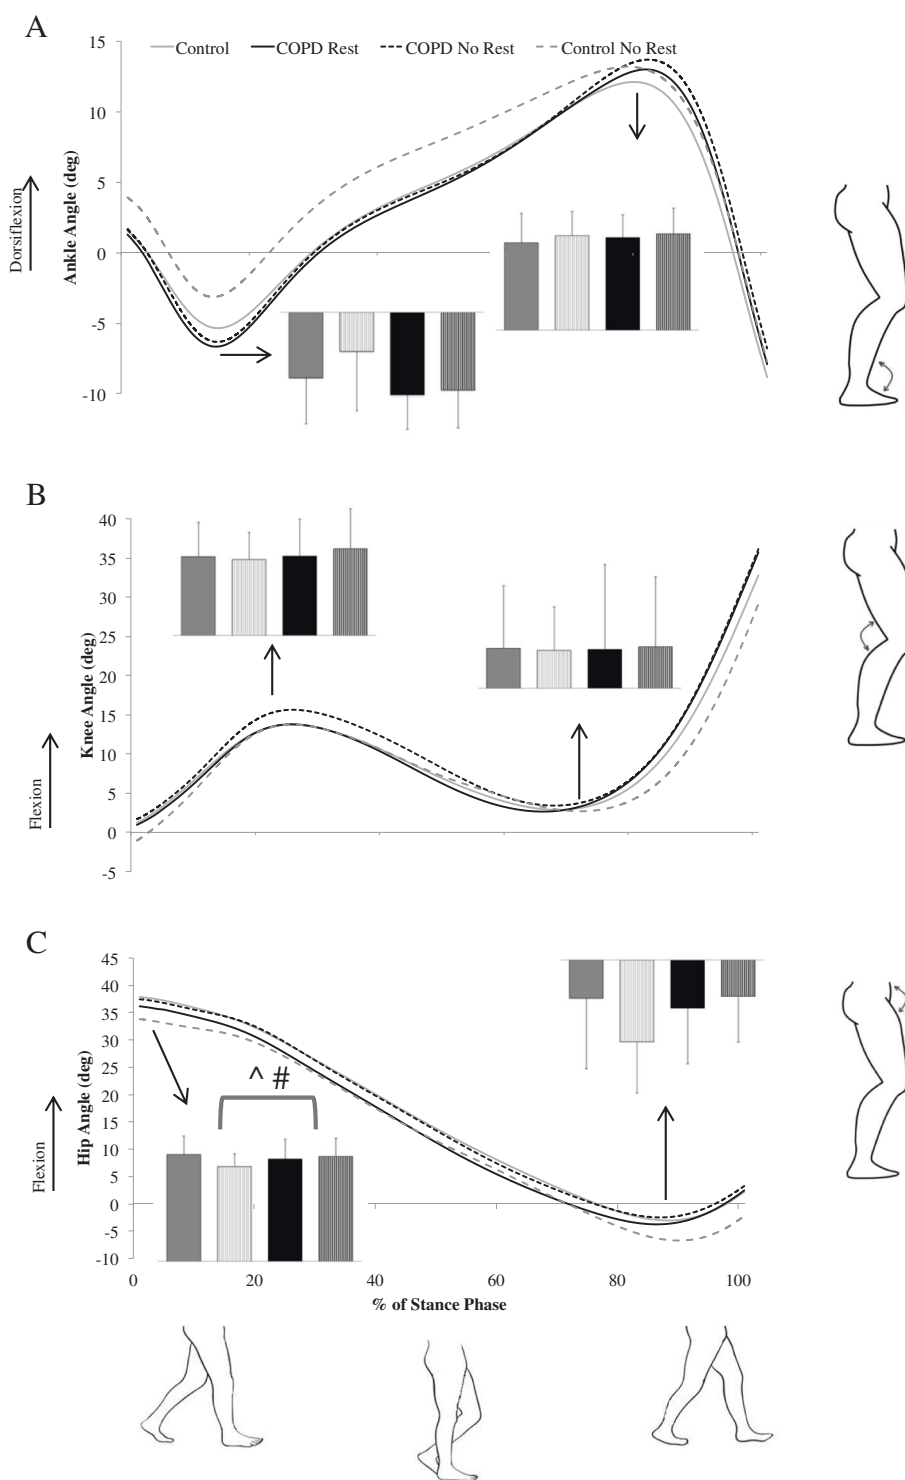 A
Control COPD Rest COPD No Rest Control No Rest
15
10
5
0
-5
-10
Dorsiflexion
Ankle Angle (deg)
B
40
35
30
25
20
15
10
5
0
-5
Flexion
Knee Angle (deg)
C
45
40
35
30
25
20
15
10
5
0
-5
-10
Flexion
Hip Angle (deg)
^ #
0 20 40 60 80 100
% of Stance Phase